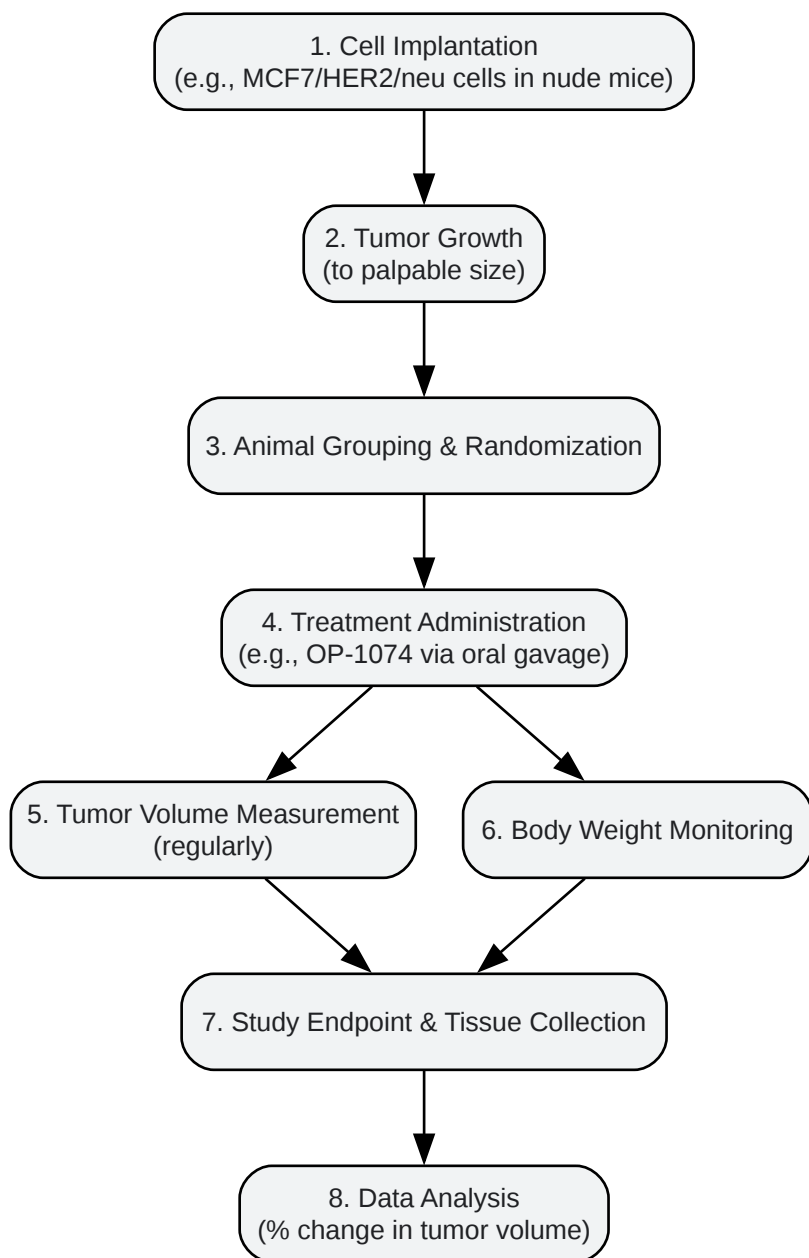 1. Cell Implantation
(e.g., MCF7/HER2/neu cells in nude mice)
2. Tumor Growth
(to palpable size)
3. Animal Grouping & Randomization
4. Treatment Administration
(e.g., OP-1074 via oral gavage)
5. Tumor Volume Measurement
(regularly)
6. Body Weight Monitoring
7. Study Endpoint & Tissue Collection
8. Data Analysis
(% change in tumor volume)